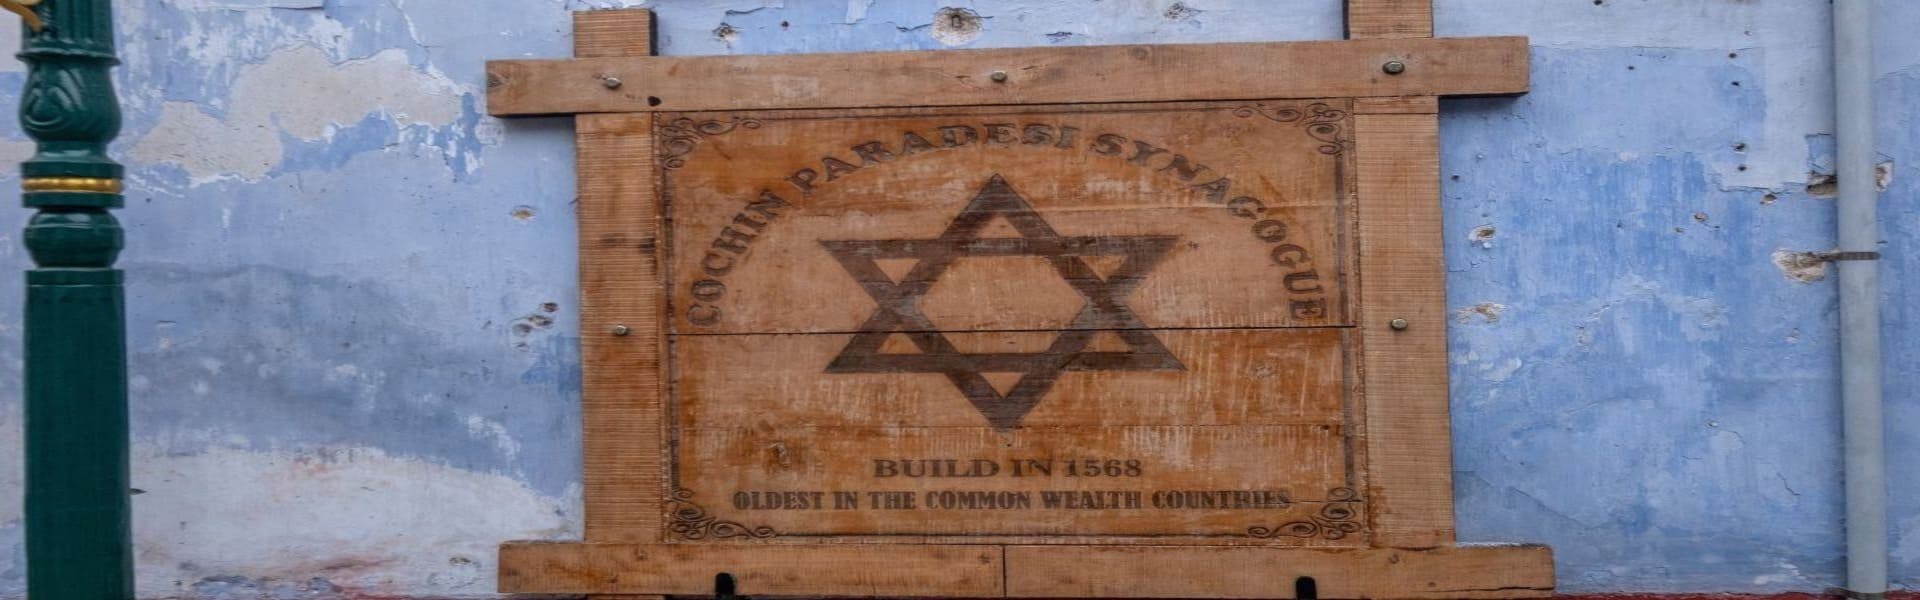 COCHIN PARADESI SYNAGOGUE
BUILD IN 1568
OLDEST IN THE COMMON WEALTH COUNTRIES